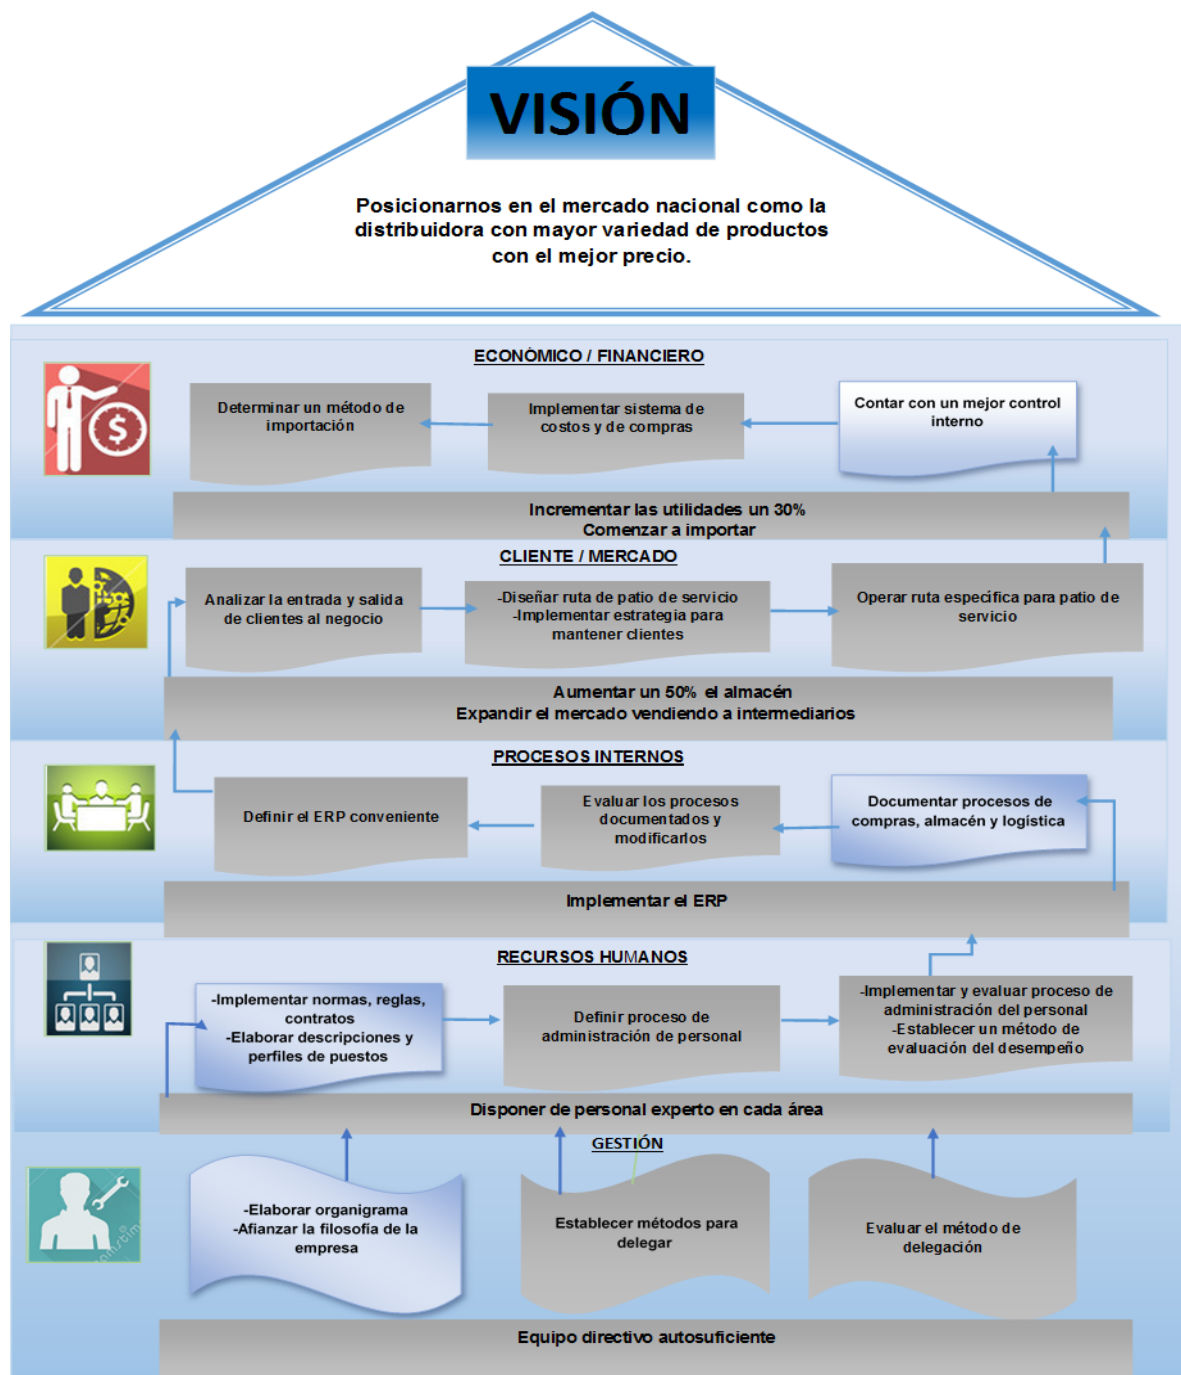 VISIÓN
Posicionarnos en el mercado nacional como la
distribuidora con mayor variedad de productos
con el mejor precio.
ECONÓMICO / FINANCIERO
Determinar un método de
importación
Implementar sistema de
costos y de compras
Contar con un mejor control
interno
Incrementar las utilidades un 30%
Comenzar a importar
CLIENTE / MERCADO
Analizar la entrada y salida
de clientes al negocio
-Diseñar ruta de patio de servicio
-Implementar estrategia para
mantener clientes
Operar ruta específica para patio de
servicio
Aumentar un 50% el almacén
Expandir el mercado vendiendo a intermediarios
PROCESOS INTERNOS
Definir el ERP conveniente
Evaluar los procesos
documentados y
modificarlos
Documentar procesos de
compras, almacén y logística
Implementar el ERP
RECURSOS HUMANOS
-Implementar normas, reglas,
contratos
-Elaborar descripciones y
perfiles de puestos
Definir proceso de
administración de personal
-Implementar y evaluar proceso de
administración del personal
-Establecer un método de
evaluación del desempeño
Disponer de personal experto en cada área
GESTIÓN
-Elaborar organigrama
-Afianzar la filosofía de la
empresa
Establecer métodos para
delegar
Evaluar el método de
delegación
Equipo directivo autosuficiente